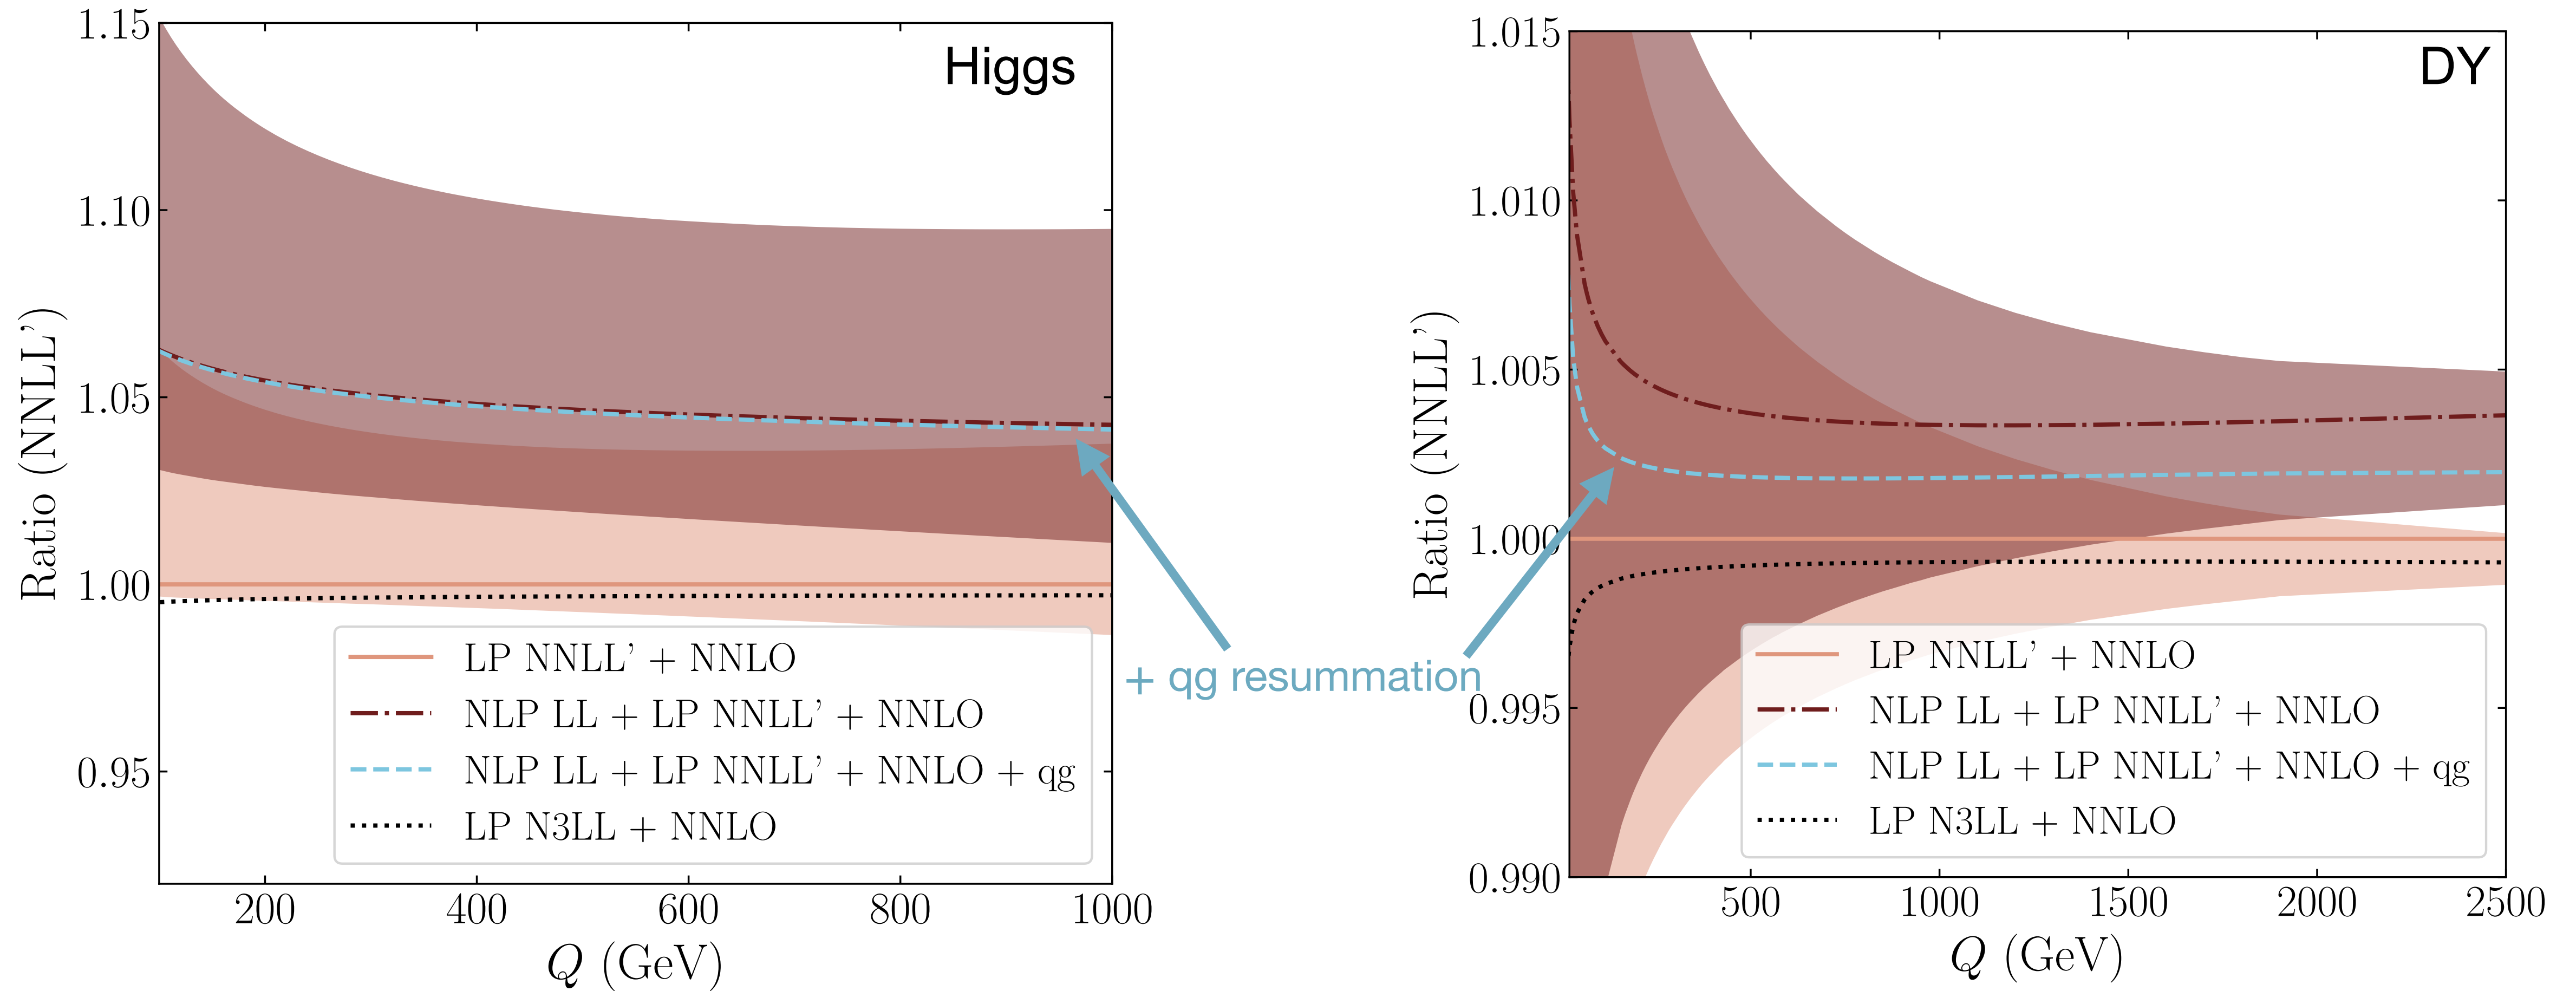 Higgs
Ratio (NNLL')
1.15
1.10
1.05
1.00
0.95
LP NNLL' + NNLO
NLP LL + LP NNLL' + NNLO
NLP LL + LP NNLL' + NNLO + qg
LP N3LL + NNLO
200 400 600 800 1000
Q (GeV)
+ qg resummation
DY
Ratio (NNLL')
1.015
1.010
1.005
1.000
0.995
0.990
LP NNLL' + NNLO
NLP LL + LP NNLL' + NNLO
NLP LL + LP NNLL' + NNLO + qg
LP N3LL + NNLO
500 1000 1500 2000 2500
Q (GeV)